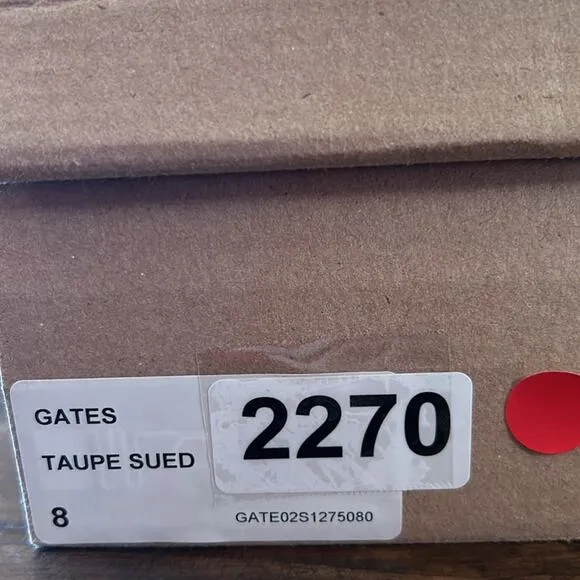 GATES
2270
TAUPE SUED
8
GATE02S1275080